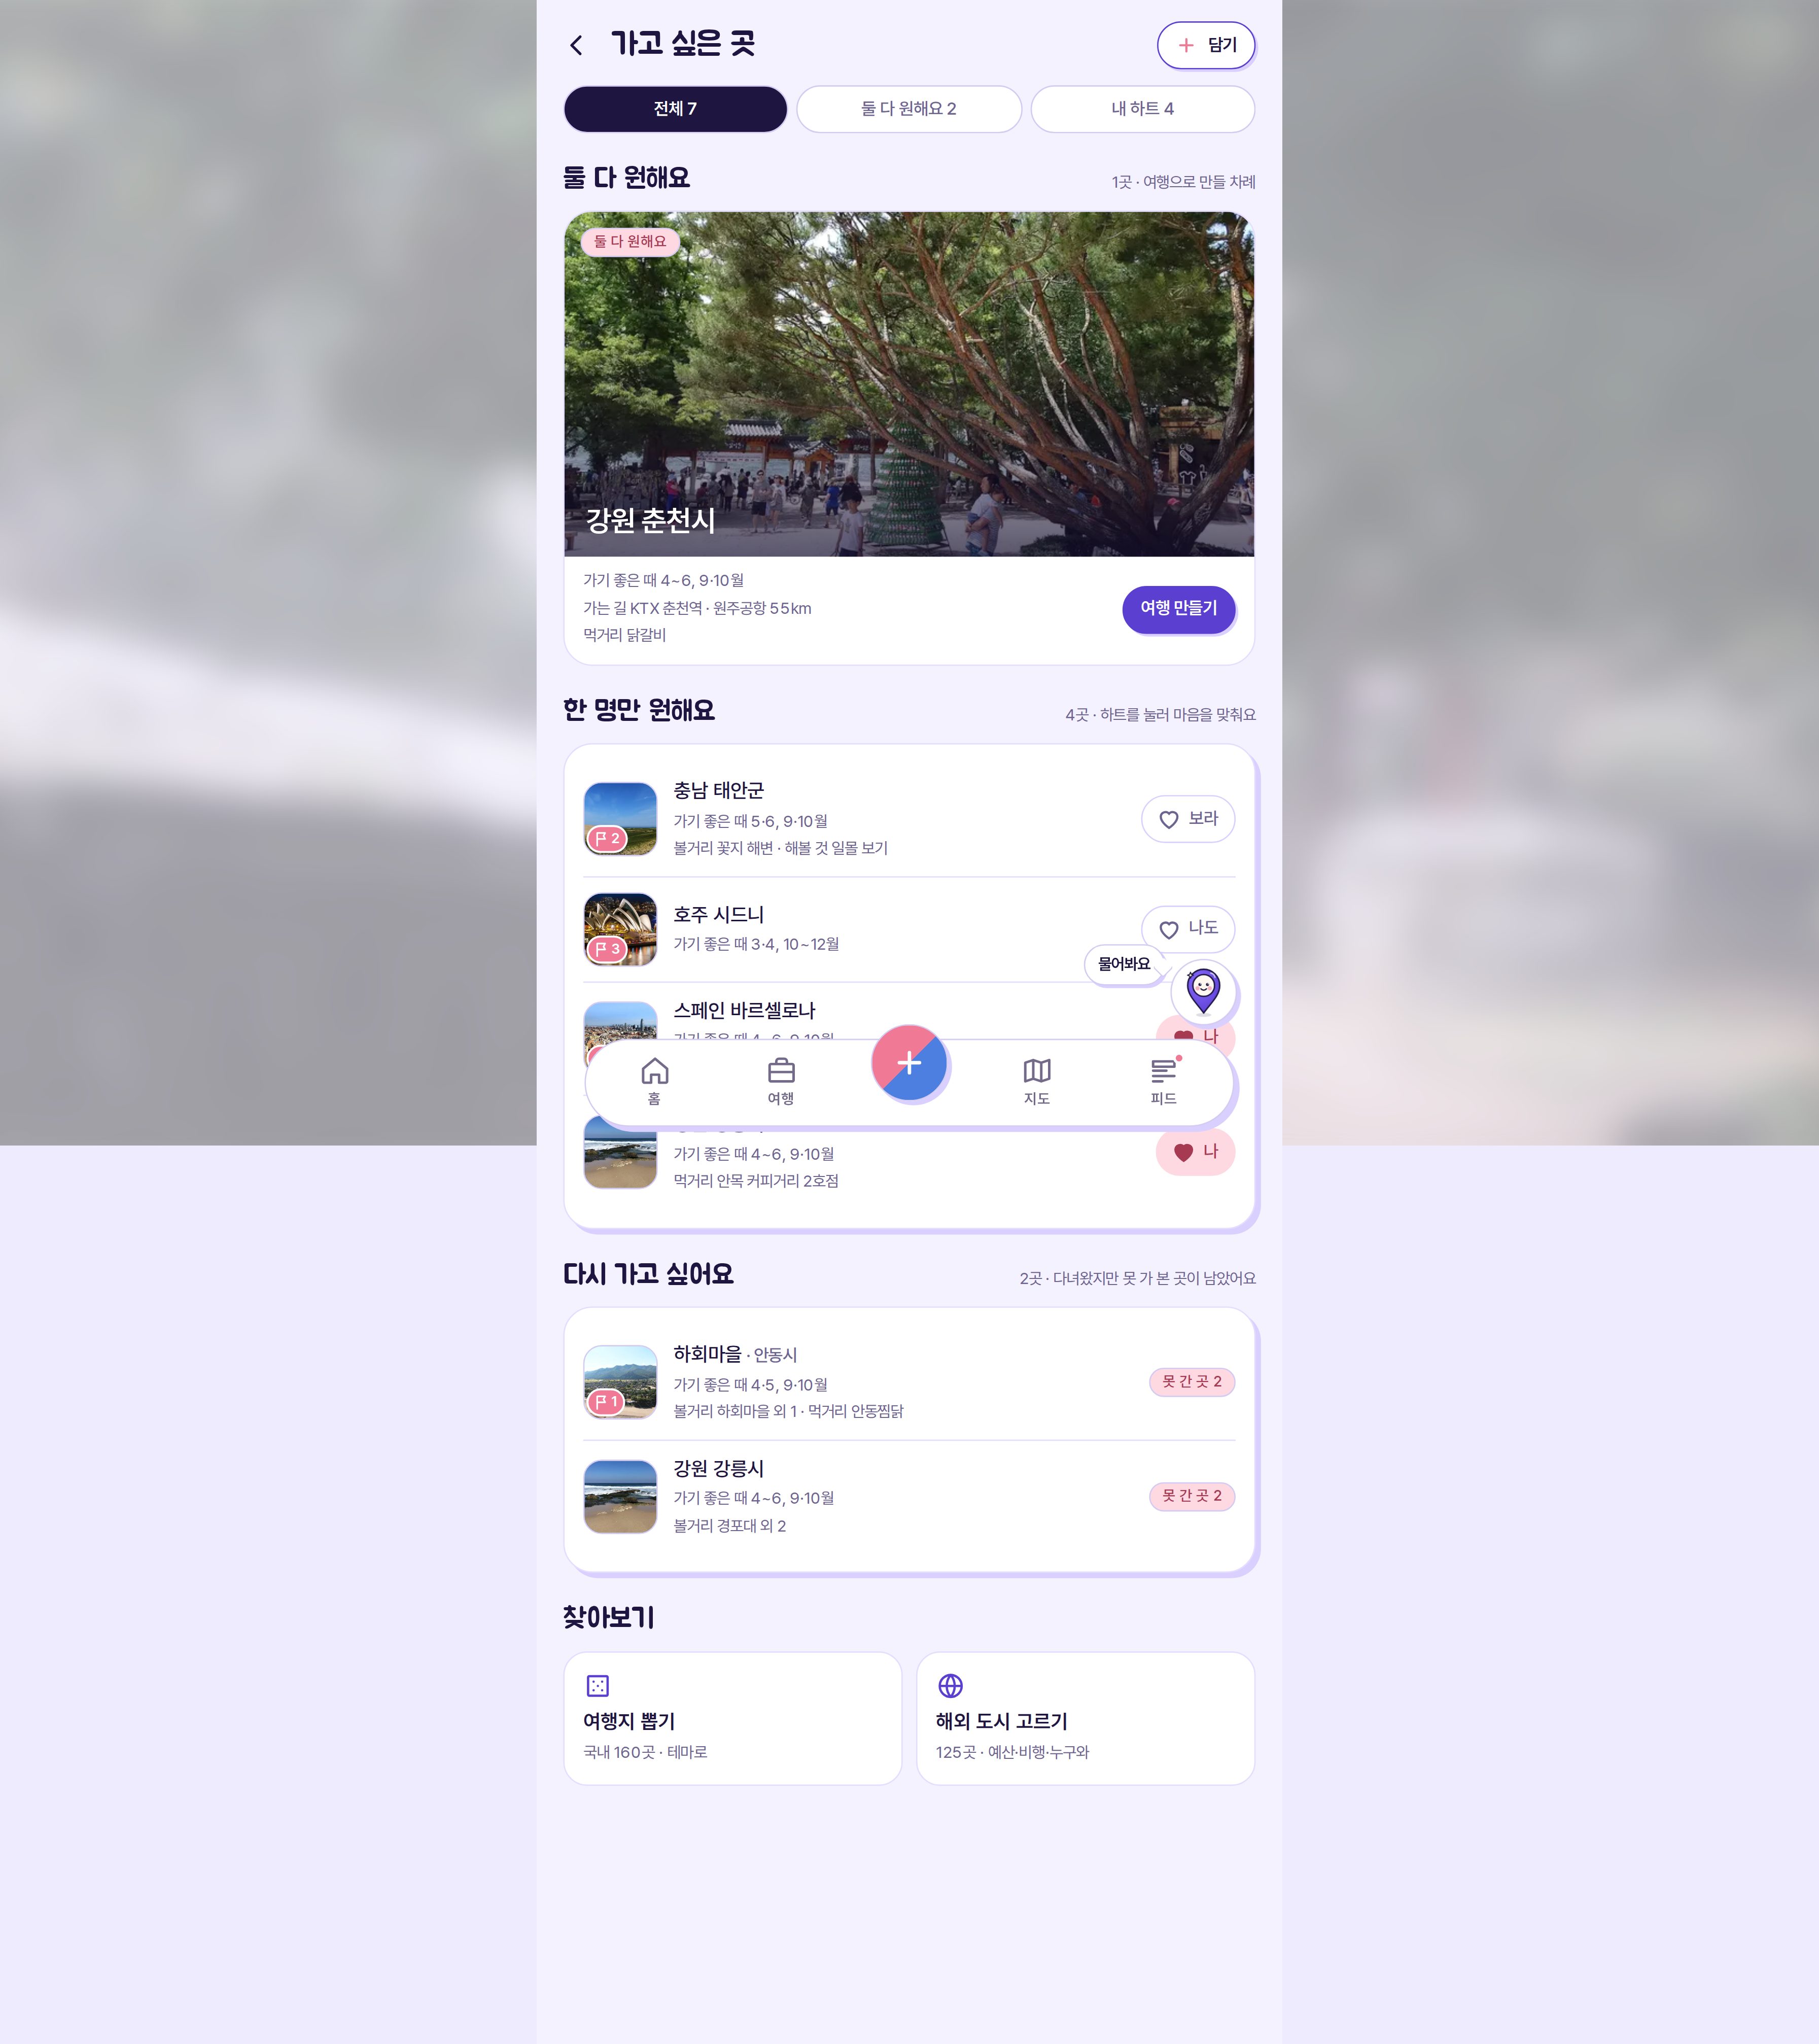 가고 싶은 곳
담기
전체 7
둘 다 원해요 2
내 하트 4
둘 다 원해요
1곳 · 여행으로 만들 차례
둘 다 원해요
강원 춘천시
가기 좋은 때 4~6, 9·10월
가는 길 KTX 춘천역 · 원주공항 55km
먹거리 닭갈비
여행 만들기
한 명만 원해요
4곳 · 하트를 눌러 마음을 맞춰요
충남 태안군
가기 좋은 때 5·6, 9·10월
볼거리 꽃지 해변 · 해볼 것 일몰 보기
2
보라
호주 시드니
가기 좋은 때 3·4, 10~12월
3
나도
물어봐요
스페인 바르셀로나
나
홈
여행
지도
피드
가기 좋은 때 4~6, 9·10월
먹거리 안목 커피거리 2호점
나
다시 가고 싶어요
2곳 · 다녀왔지만 못 가 본 곳이 남았어요
하회마을 · 안동시
가기 좋은 때 4·5, 9·10월
볼거리 하회마을 외 1 · 먹거리 안동찜닭
1
못 간 곳 2
강원 강릉시
가기 좋은 때 4~6, 9·10월
볼거리 경포대 외 2
못 간 곳 2
찾아보기
여행지 뽑기
국내 160곳 · 테마로
해외 도시 고르기
125곳 · 예산·비행·누구와